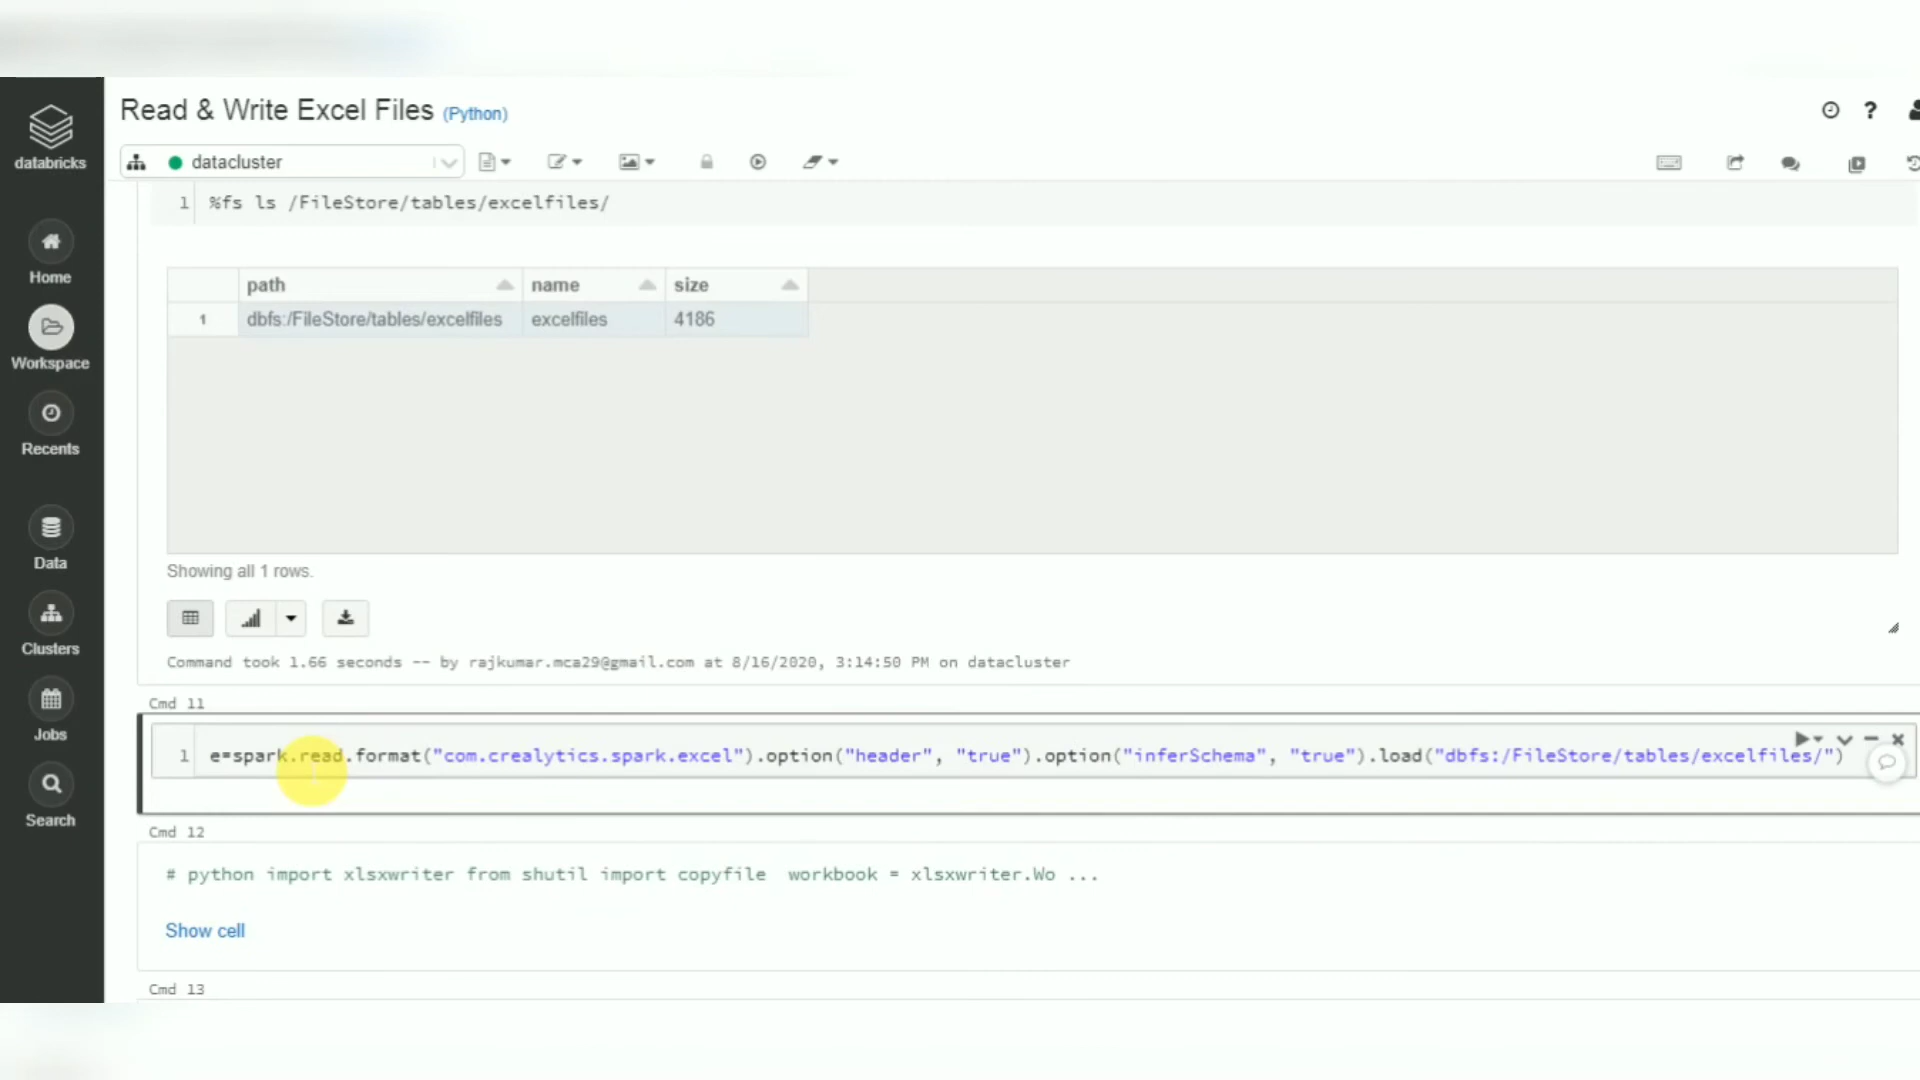 Read & Write Excel Files (Python)
databricks
datacluster
1 %fs ls /FileStore/tables/excelfiles/
path name size
1 dbfs:/FileStore/tables/excelfiles excelfiles 4186
Showing all 1 rows.
Command took 1.66 seconds -- by rajkumar.mca29@gmail.com at 8/16/2020, 3:14:50 PM on datacluster
Cmd 11
1 e=spark.read.format("com.crealytics.spark.excel").option("header", "true").option("inferSchema", "true").load("dbfs:/FileStore/tables/excelfiles/")
Cmd 12
# python import xlsxwriter from shutil import copyfile workbook = xlsxwriter.Wo ...
Show cell
Cmd 13
Home
Workspace
Recents
Data
Clusters
Jobs
Search